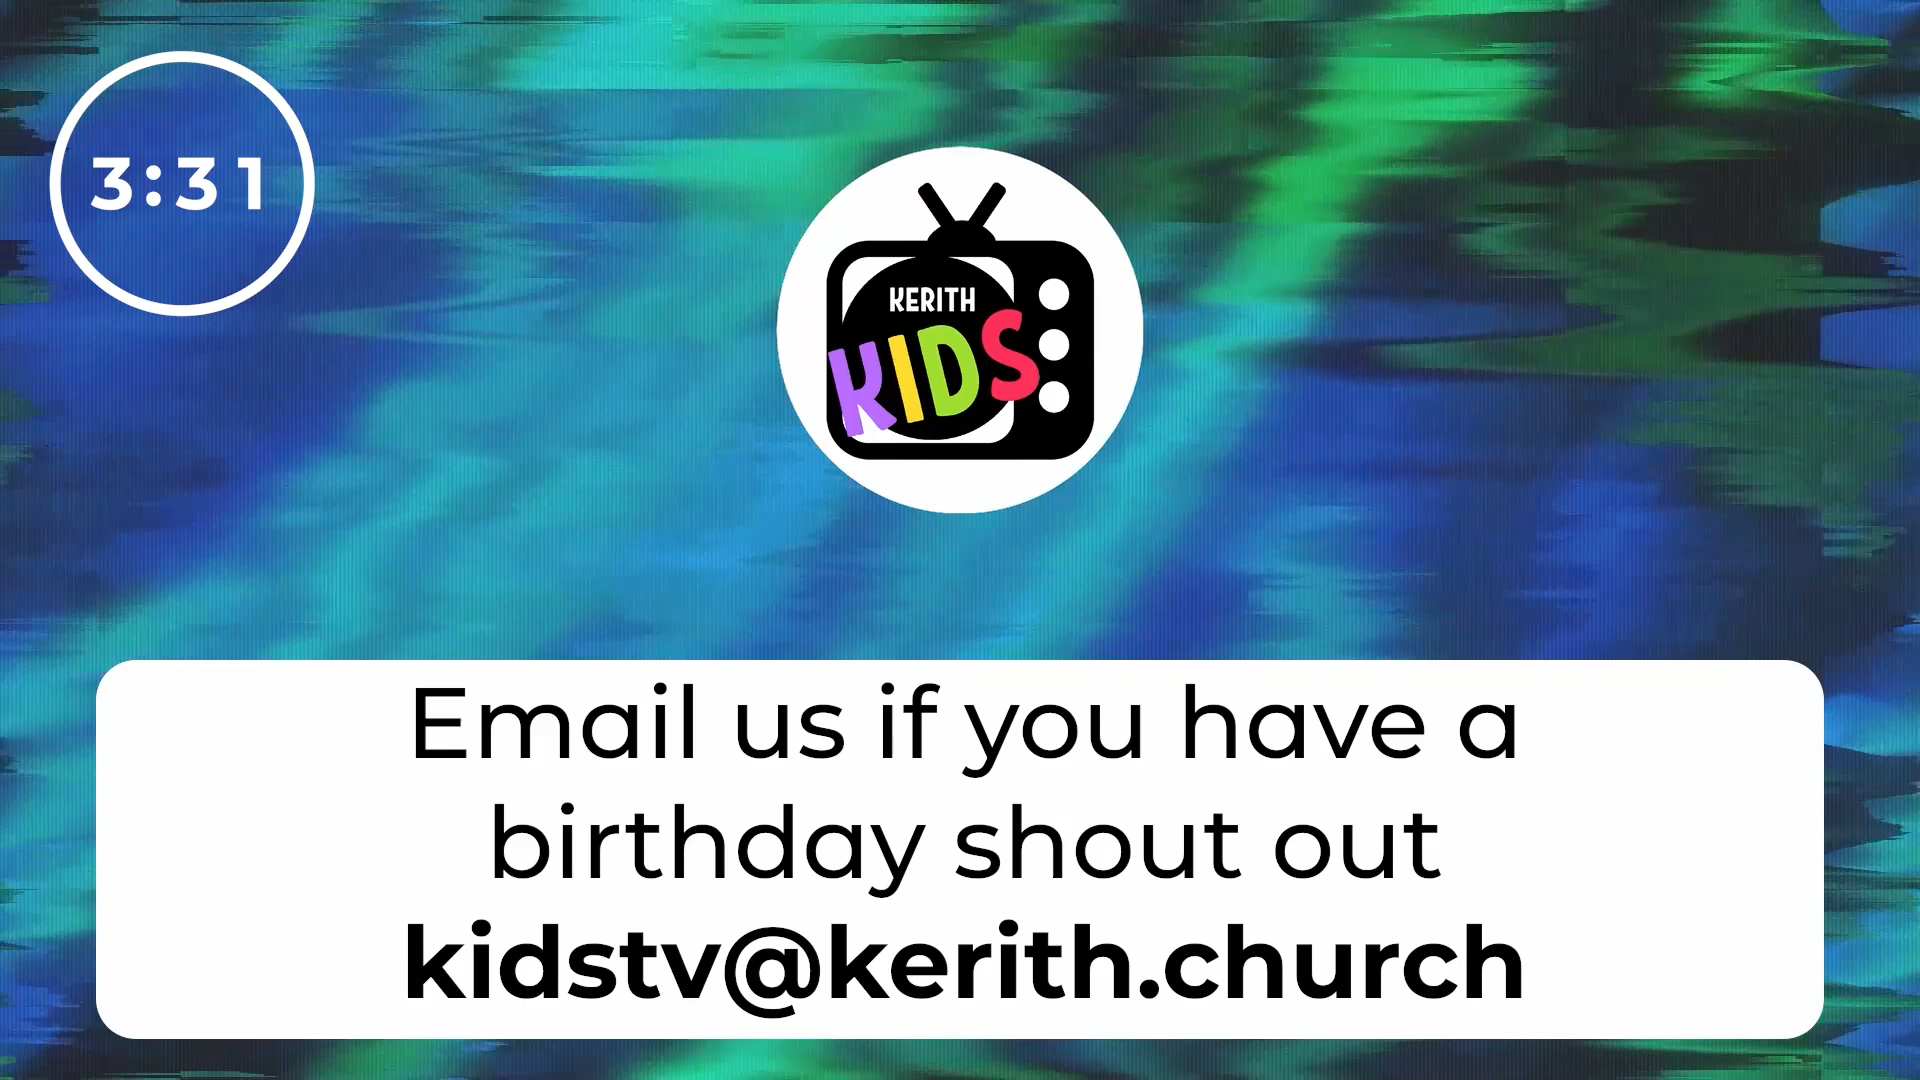 3:31
KERITH
KIDS
Email us if you have a
birthday shout out
kidstv@kerith.church